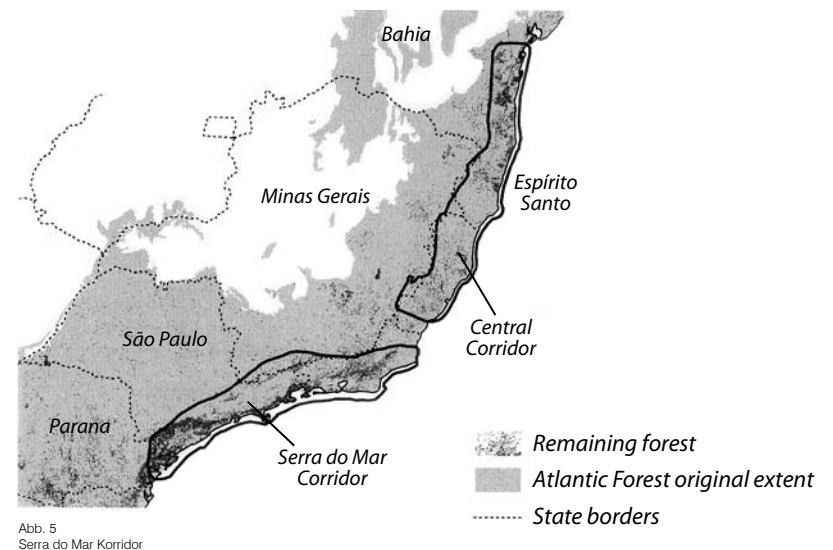 Bahia
Minas Gerais
Espírito
Santo
Central
Corridor
São Paulo
Parana
Serra do Mar
Corridor
Remaining forest
Atlantic Forest original extent
State borders
Abb. 5
Serra do Mar Korridor